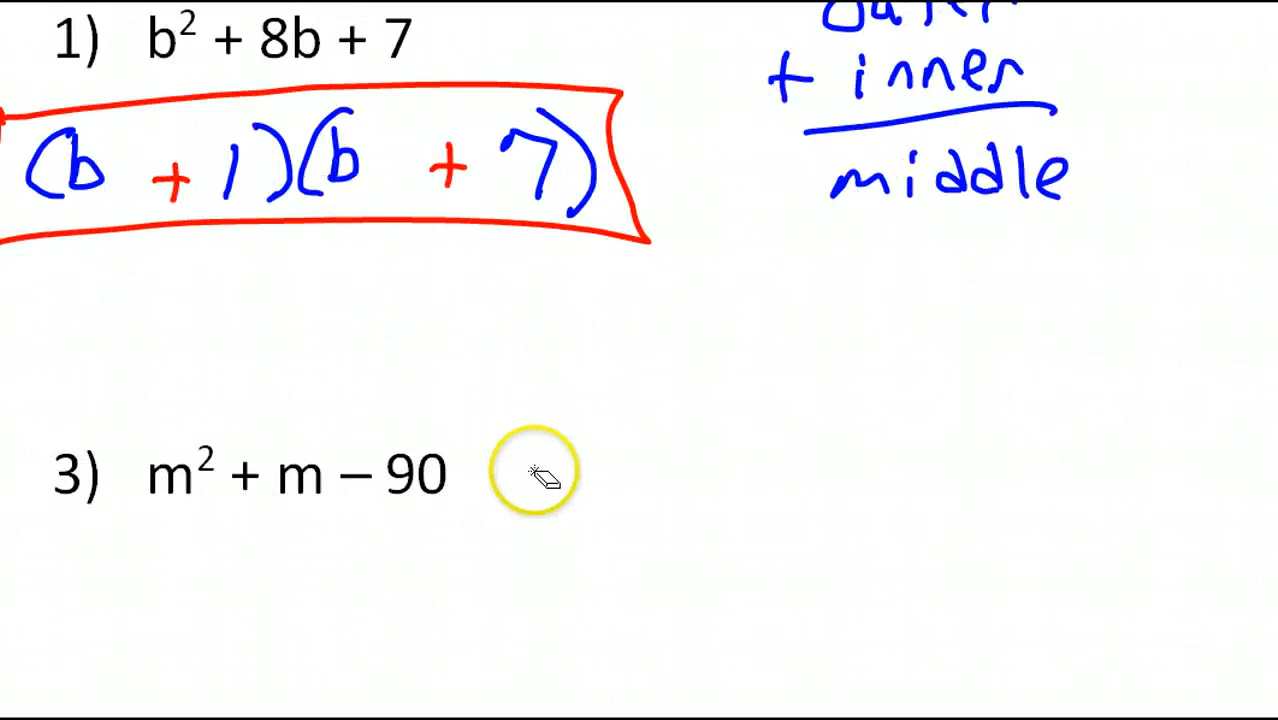 1) b² + 8b + 7
(b + 1)(b + 7)
+ inner
middle
3) m² + m – 90